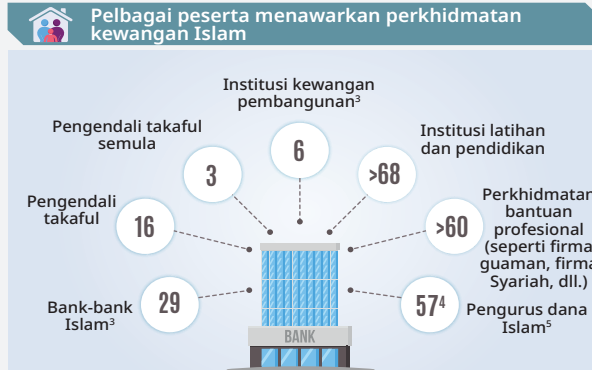 Pelbagai peserta menawarkan perkhidmatan
kewangan Islam
Institusi kewangan
pembangunan³
6
Pengendali takaful
semula
3
Institusi latihan
dan pendidikan
>68
Pengendali
takaful
16
Perkhidmatan
bantuan
profesional
(seperti firma
guaman, firma
Syariah, dll.)
>60
Bank-bank
Islam³
29
57⁴
Pengurus dana
Islam⁵
BANK